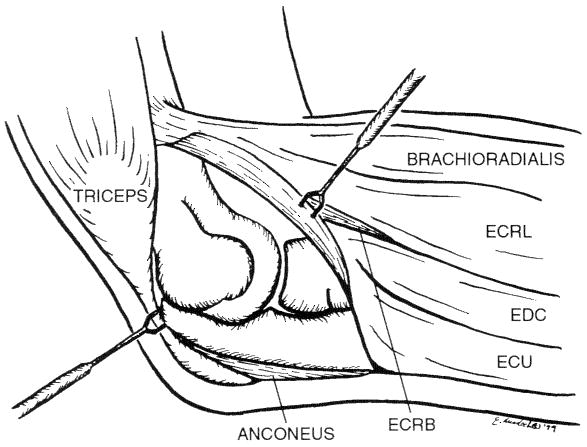 BRACHIORADIALIS
TRICEPS
ECRL
EDC
ECU
ECRB
ANCONEUS